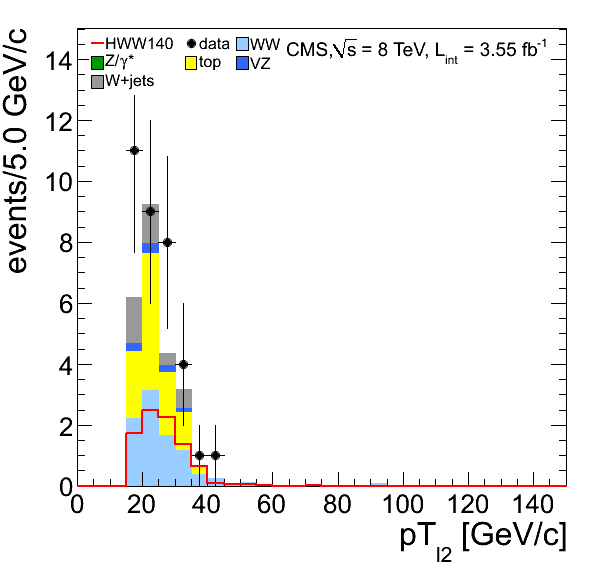 HWW140 data WW CMS,√s = 8 TeV, L_int = 3.55 fb⁻¹
Z/γ* top VZ
W+jets
events/5.0 GeV/c
14
12
10
8
6
4
2
0
0 20 40 60 80 100 120 140
pT_l2 [GeV/c]